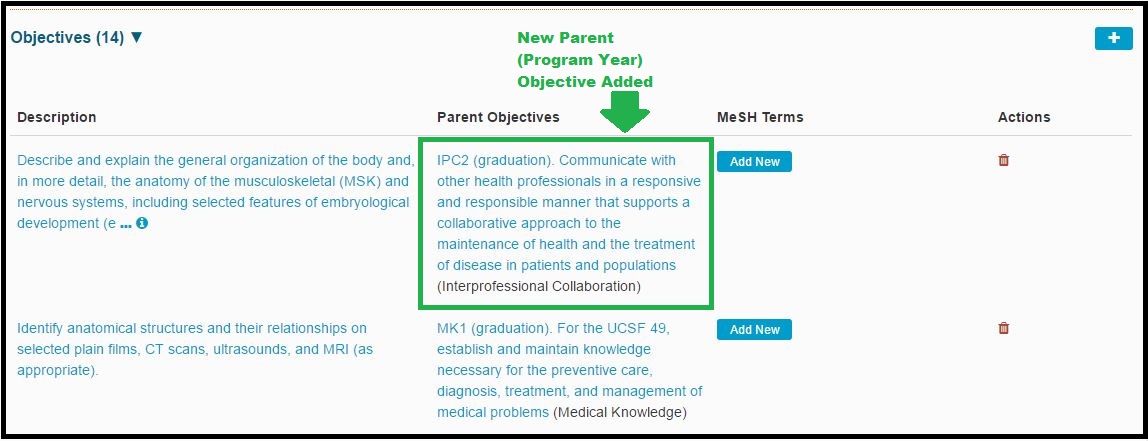 Objectives (14) ▼
New Parent
(Program Year)
Objective Added
+
Description
Parent Objectives
MeSH Terms
Actions
Describe and explain the general organization of the body and,
in more detail, the anatomy of the musculoskeletal (MSK) and
nervous systems, including selected features of embryological
development (e ...
IPC2 (graduation). Communicate with
other health professionals in a responsive
and responsible manner that supports a
collaborative approach to the
maintenance of health and the treatment
of disease in patients and populations
(Interprofessional Collaboration)
Add New
Identify anatomical structures and their relationships on
selected plain films, CT scans, ultrasounds, and MRI (as
appropriate).
MK1 (graduation). For the UCSF 49,
establish and maintain knowledge
necessary for the preventive care,
diagnosis, treatment, and management of
medical problems (Medical Knowledge)
Add New